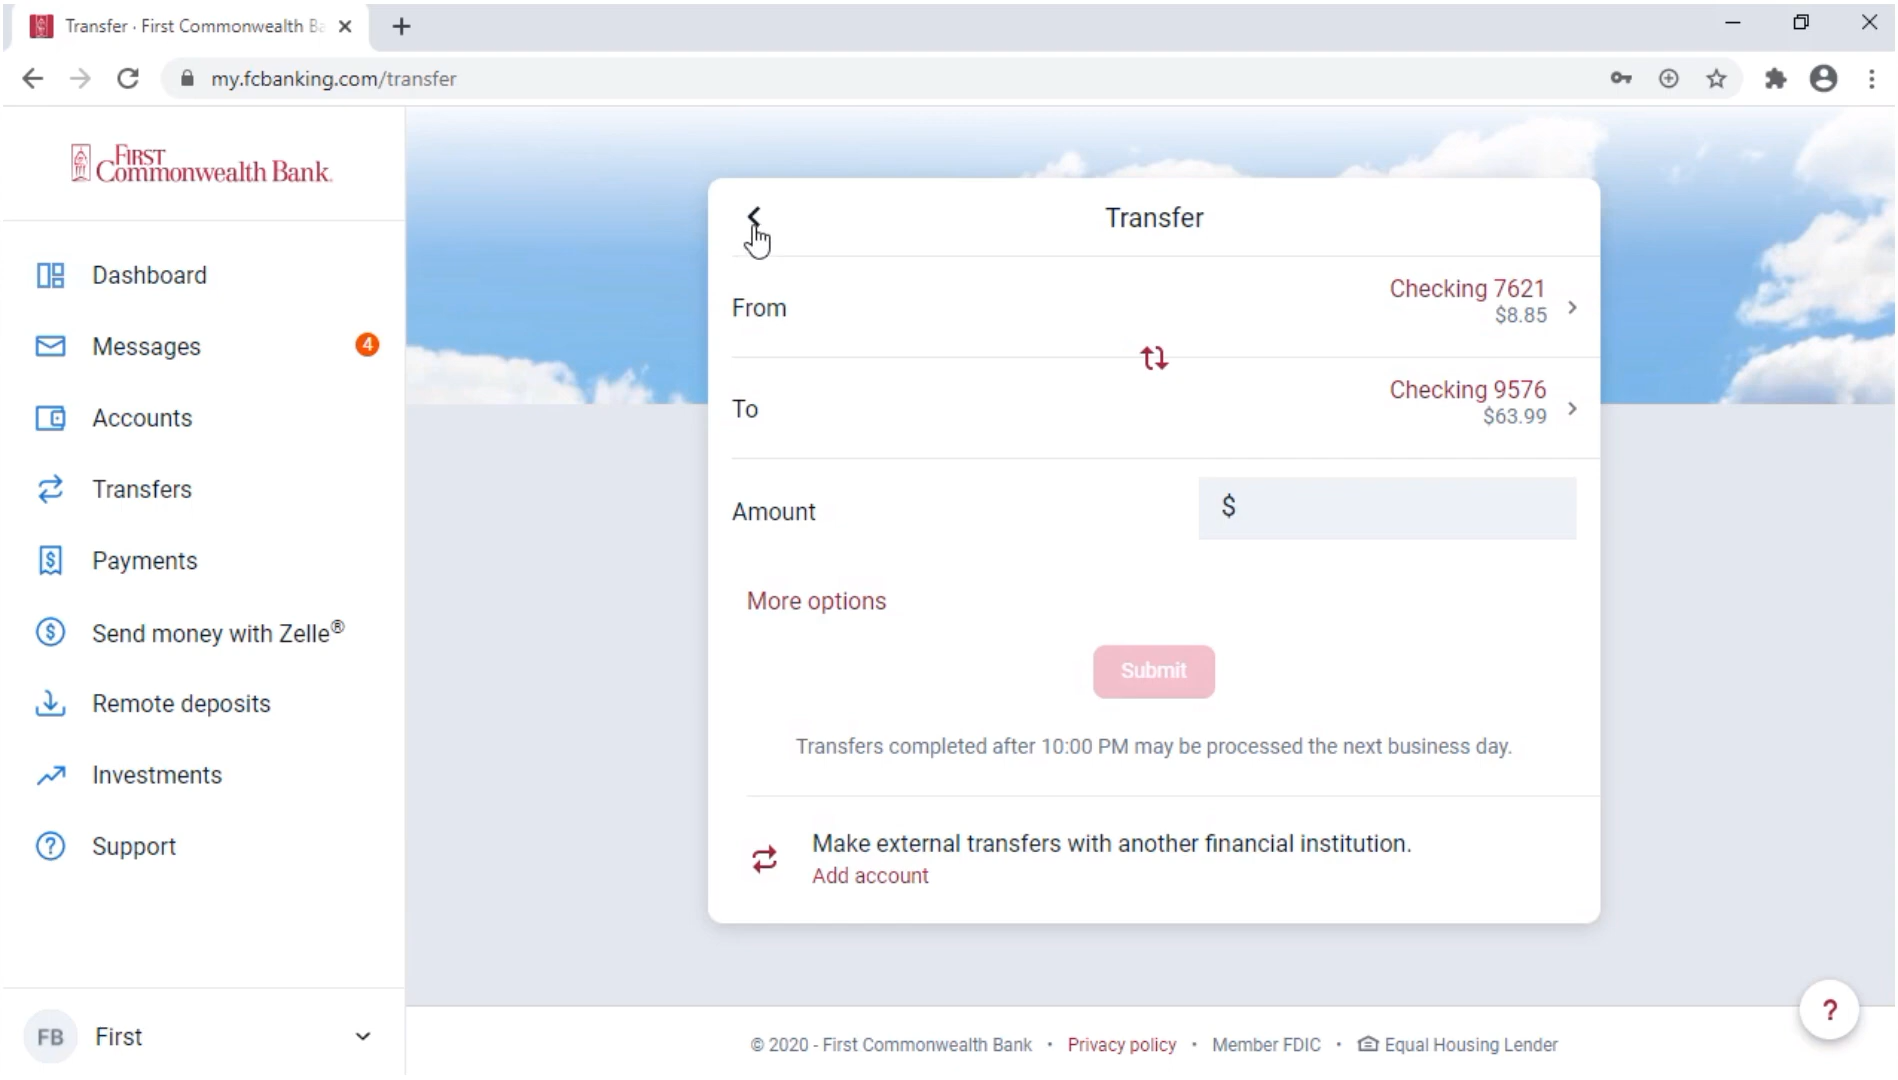 Transfer · First Commonwealth Ba
my.fcbanking.com/transfer
FIRST
Commonwealth Bank.
Dashboard
Messages
4
Accounts
Transfers
Payments
Send money with Zelle®
Remote deposits
Investments
Support
FB
First
Transfer
From
Checking 7621
$8.85
To
Checking 9576
$63.99
Amount
$
More options
Submit
Transfers completed after 10:00 PM may be processed the next business day.
Make external transfers with another financial institution.
Add account
?
© 2020 - First Commonwealth Bank · Privacy policy · Member FDIC · Equal Housing Lender